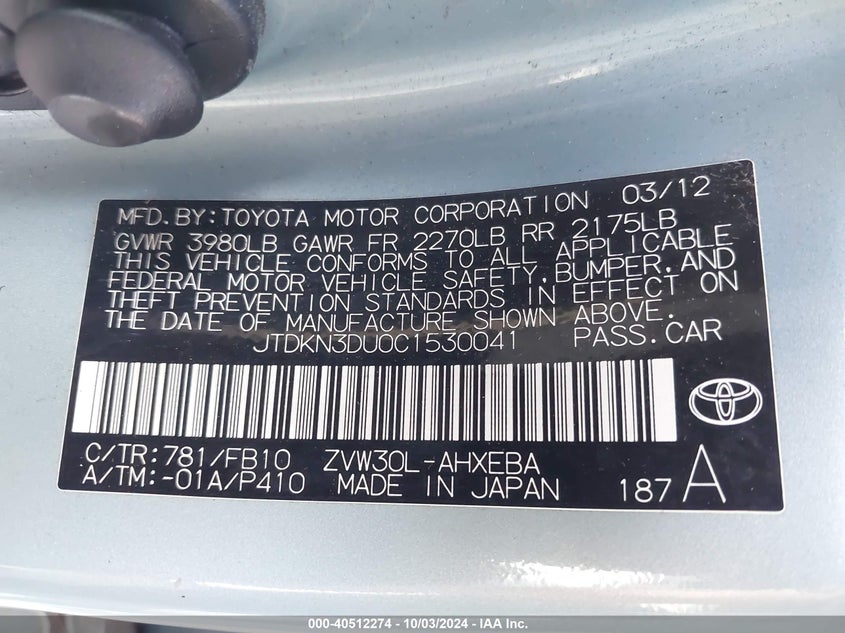 MFD. BY: TOYOTA MOTOR CORPORATION 03/12
GVWR 3980LB GAWR FR 2270LB RR 2175LB
THIS VEHICLE CONFORMS TO ALL APPLICABLE
FEDERAL MOTOR VEHICLE SAFETY, BUMPER, AND
THEFT PREVENTION STANDARDS IN EFFECT ON
THE DATE OF MANUFACTURE SHOWN ABOVE.
JTDKN3DU0C1530041 PASS. CAR
C/TR: 781/FB10 ZVW30L-AHXEBA
A/TM: -01A/P410 MADE IN JAPAN 187 A
000-40512274 - 10/03/2024 - IAA Inc.